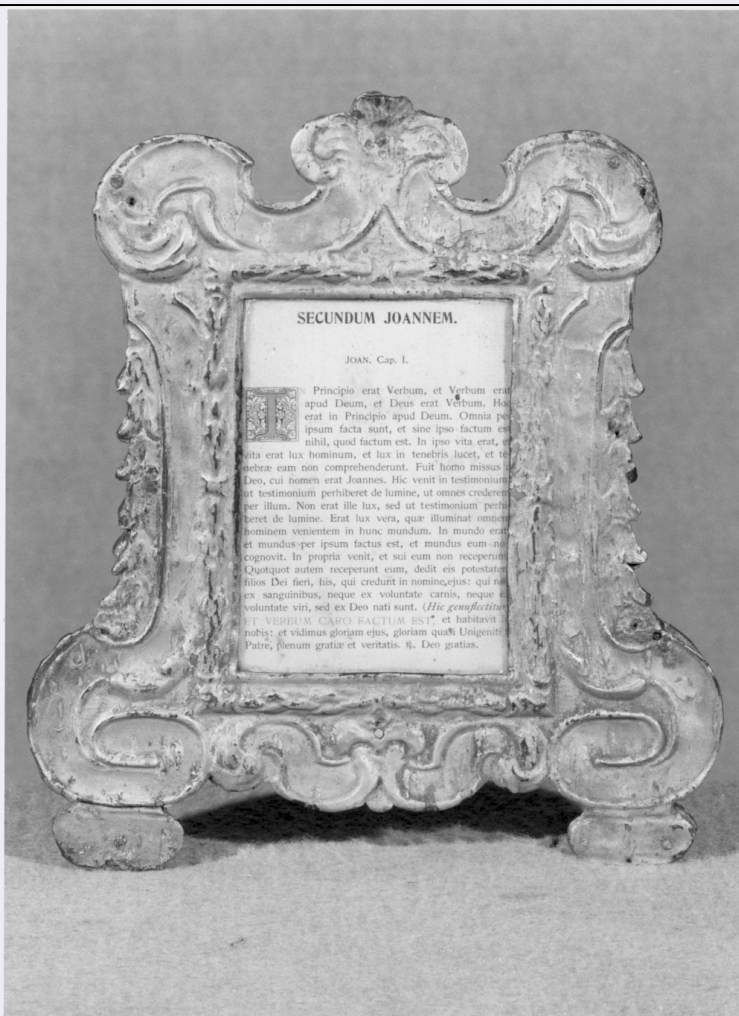 SECUNDUM JOANNEM.
JOAN. Cap. I.
IN Principio erat Verbum, et Verbum erat
apud Deum, et Deus erat Verbum. Hoc
erat in Principio apud Deum. Omnia pe
ipsum facta sunt, et sine ipso factum est
nihil, quod factum est. In ipso vita erat, e
vita erat lux hominum, et lux in tenebris lucet, et te
nebræ eam non comprehenderunt. Fuit homo missus a
Deo, cui nomen erat Joannes. Hic venit in testimonium
ut testimonium perhiberet de lumine, ut omnes crederen
per illum. Non erat ille lux, sed ut testimonium perhi
beret de lumine. Erat lux vera, quæ illuminat omnem
hominem venientem in hunc mundum. In mundo erat
et mundus per ipsum factus est, et mundus eum no
cognovit. In propria venit, et sui eum non receperun
Quotquot autem receperunt eum, dedit eis potestate
filios Dei fieri, his, qui credunt in nomine ejus: qui no
ex sanguinibus, neque ex voluntate carnis, neque e
voluntate viri, sed ex Deo nati sunt. (Hic genuflectitur
ET VERBUM CARO FACTUM EST, et habitavit
nobis: et vidimus gloriam ejus, gloriam quasi Unigeniti
Patre, plenum gratiæ et veritatis. ℟. Deo gratias.